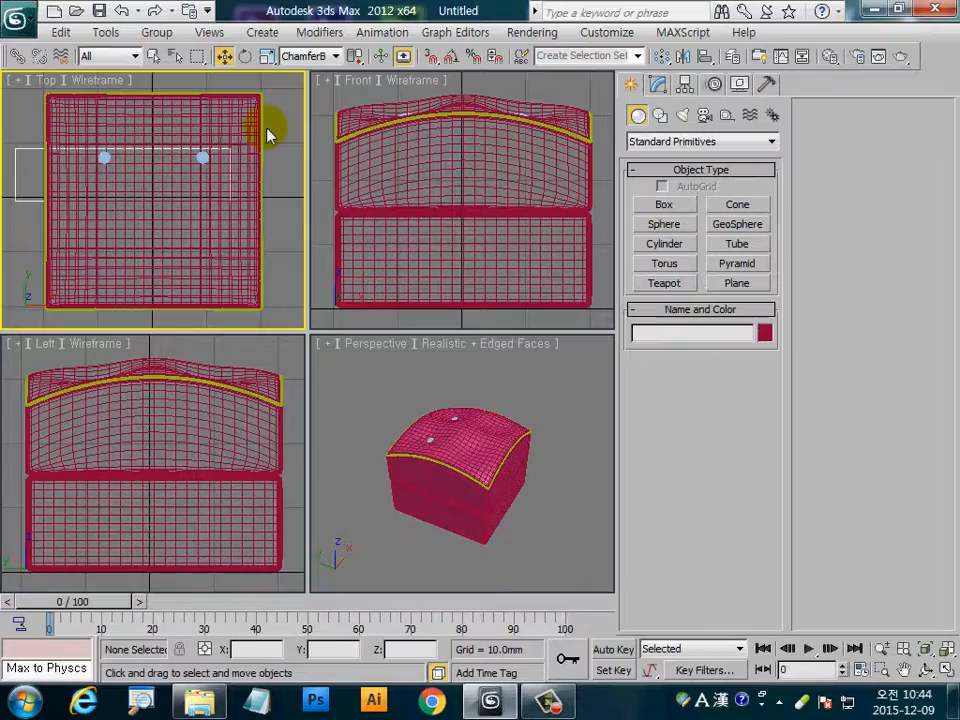 Autodesk 3ds Max 2012 x64 Untitled
Type a keyword or phrase
Edit Tools Group Views Create Modifiers Animation Graph Editors Rendering Customize MAXScript Help
All
ChamferB
Create Selection Set
[ + ] [ Top ] [ Wireframe ]
[ + ] [ Front ] [ Wireframe ]
Standard Primitives
- Object Type
AutoGrid
Box Cone
Sphere GeoSphere
Cylinder Tube
Torus Pyramid
Teapot Plane
- Name and Color
[ + ] [ Left ] [ Wireframe ]
[ + ] [ Perspective ] [ Realistic + Edged Faces ]
y
z
z
x
z
y
z
x
y
< 0 / 100 >
0 10 20 30 40 50 60 70 80 90 100
None Selected X: Y: Z: Grid = 10.0mm Auto Key Selected
Max to Physcs Click and drag to select and move objects Add Time Tag Set Key Key Filters... 0
Ps Ai A 漢 오전 10:44
2015-12-09